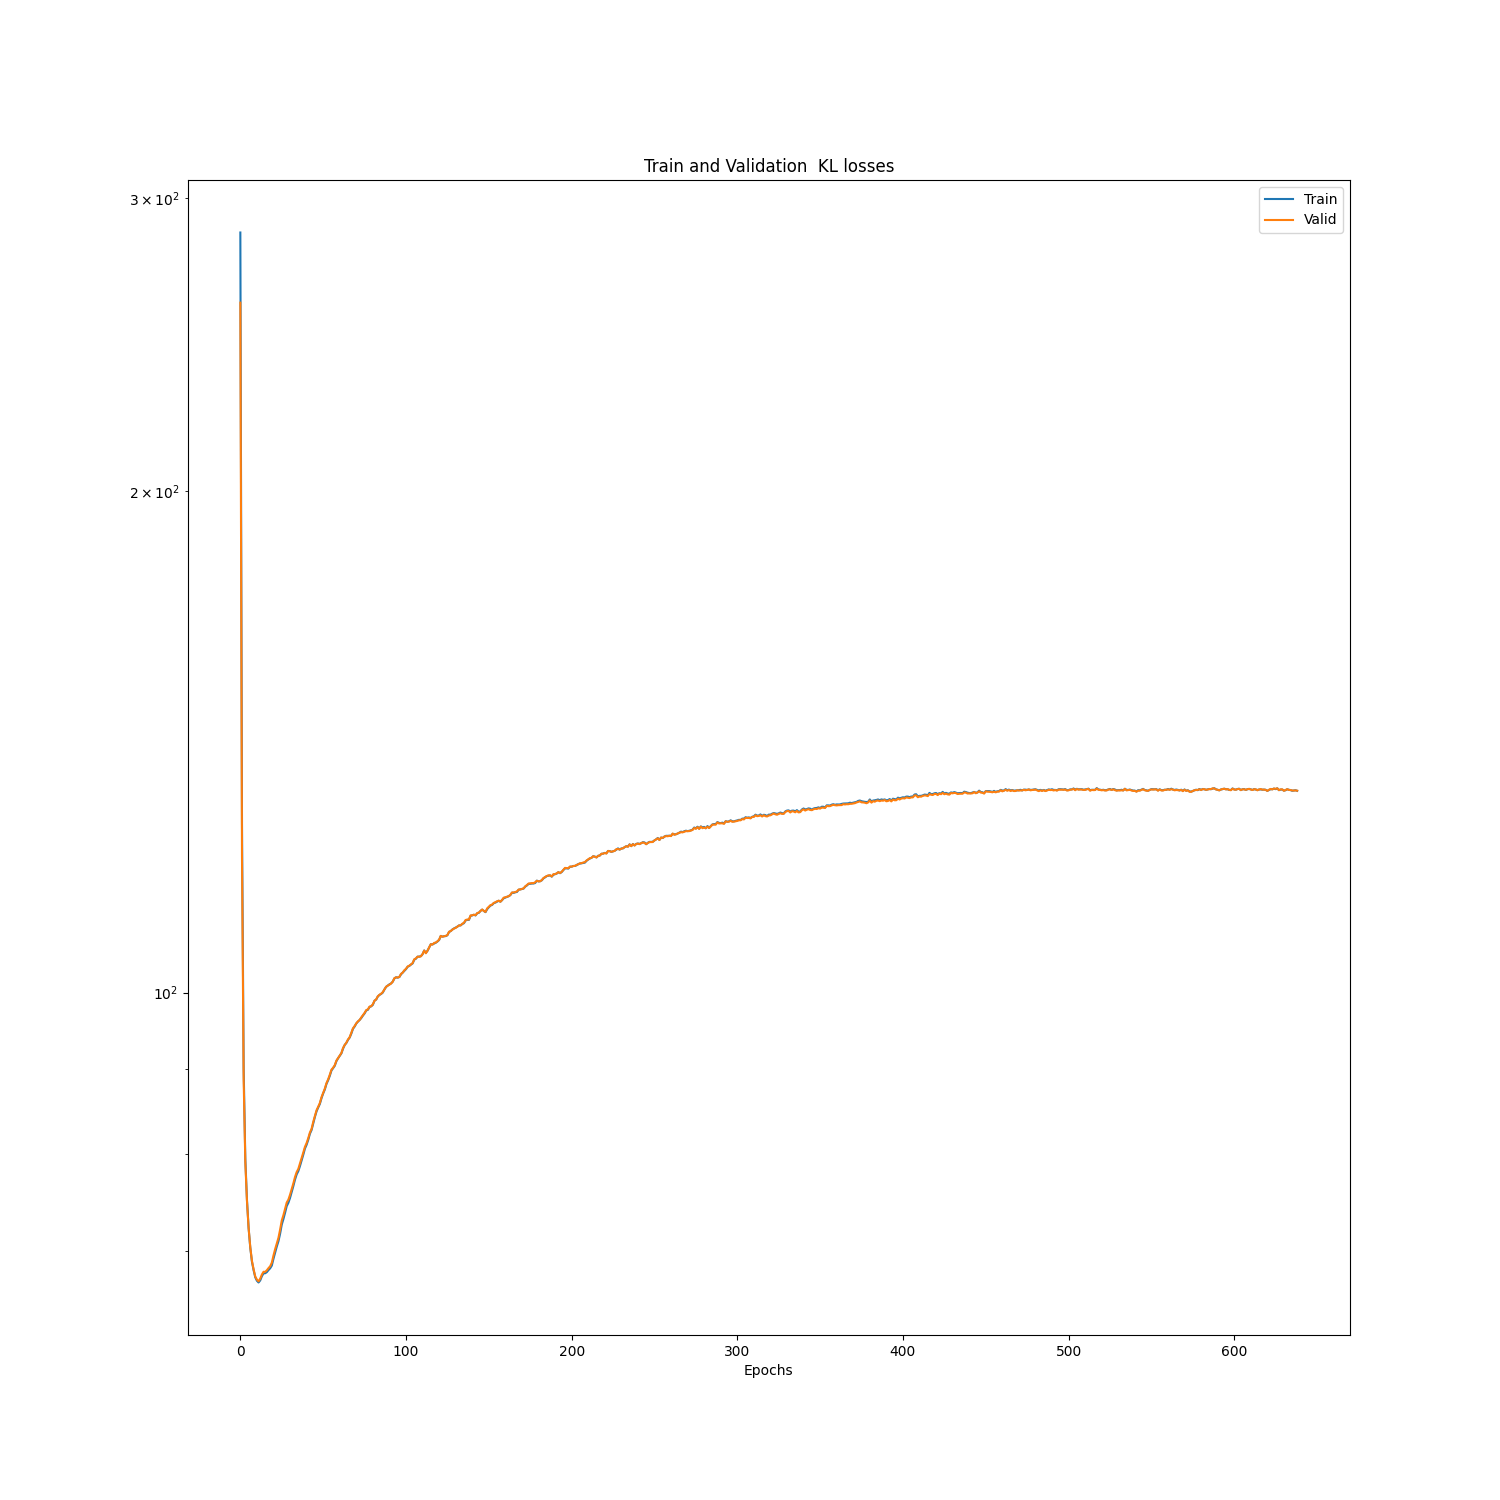 Train and Validation  KL losses
3 × 10²
2 × 10²
10²
Train
Valid
0 100 200 300 400 500 600
Epochs